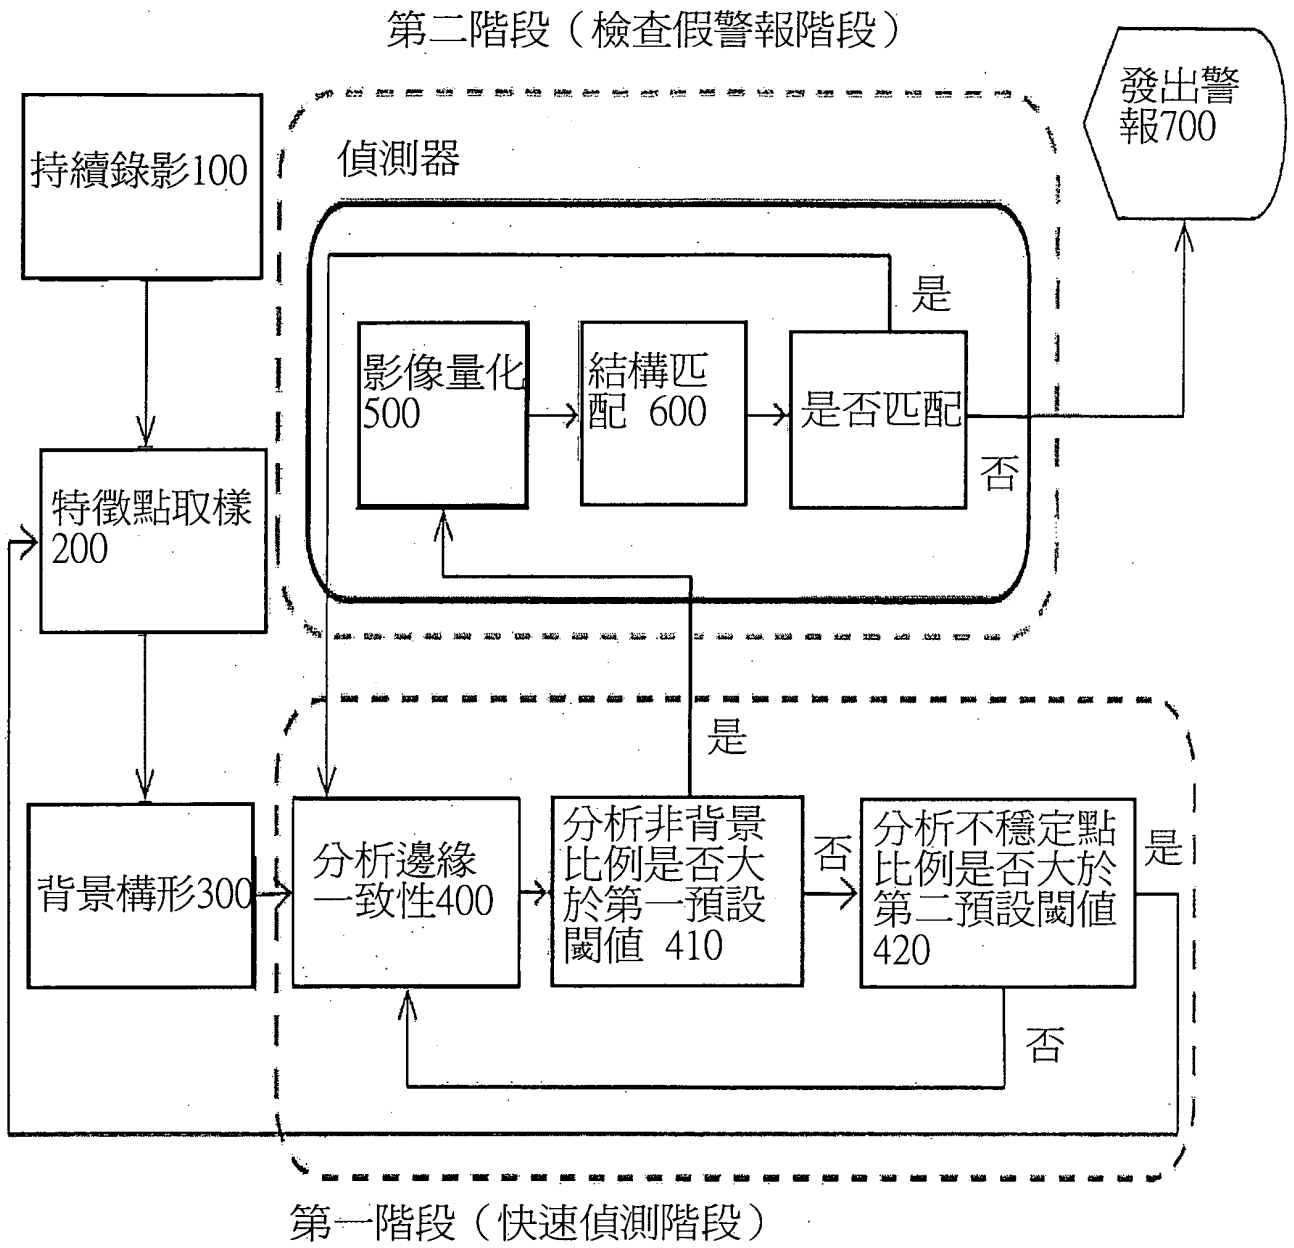 第二階段（檢查假警報階段）
發出警
報700
持續錄影100
偵測器
是
影像量化
500
結構匹
配 600
是否匹配
否
特徵點取樣
200
是
背景構形300
分析邊緣
一致性400
分析非背景
比例是否大
於第一預設
閾值 410
否
分析不穩定點
比例是否大於
第二預設閾值
420
是
否
第一階段（快速偵測階段）